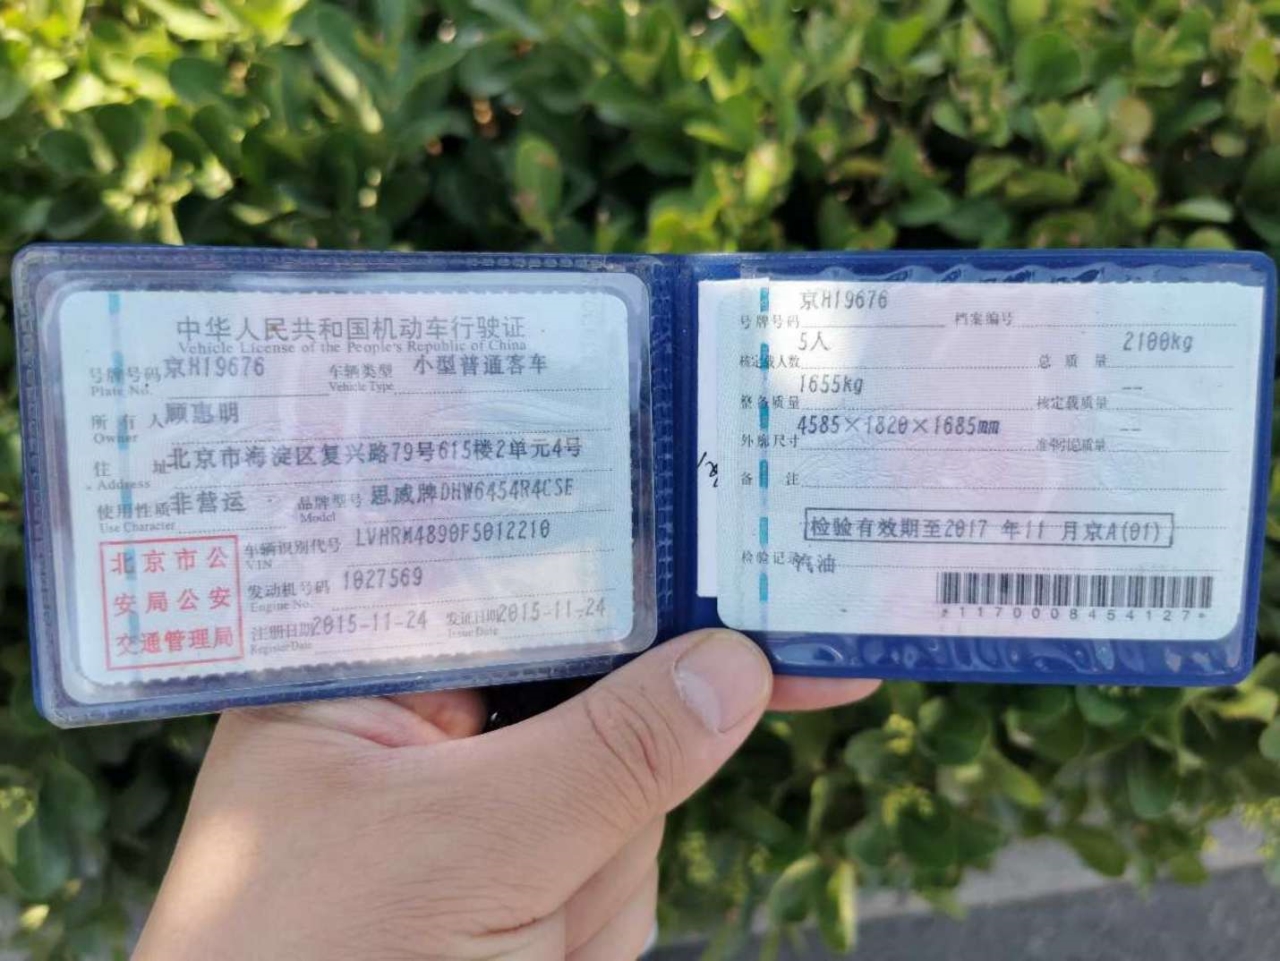 中华人民共和国机动车行驶证
Vehicle License of the People's Republic of China
号牌号码 京H19676 车辆类型 小型普通客车
Plate No. Vehicle Type
所有人 顾惠明
Owner
住址 北京市海淀区复兴路79号615楼2单元4号
Address
使用性质 非营运 品牌型号 思威牌DHW6454R4CSE
Use Character Model
北京市公
安局公安
交通管理局
车辆识别代号 LVHRM4890F5012210
VIN
发动机号码 1027569
Engine No.
注册日期 2015-11-24 发证日期 2015-11-24
Register Date Issue Date
京H19676
号牌号码 档案编号
5人 2100kg
核定载人数 总质量
1655kg --
整备质量 核定载质量
4585×1820×1685mm --
外廓尺寸 准牵引总质量
备注
检验有效期至2017 年11 月京A(01)
检验记录 汽油
*1170008454127*